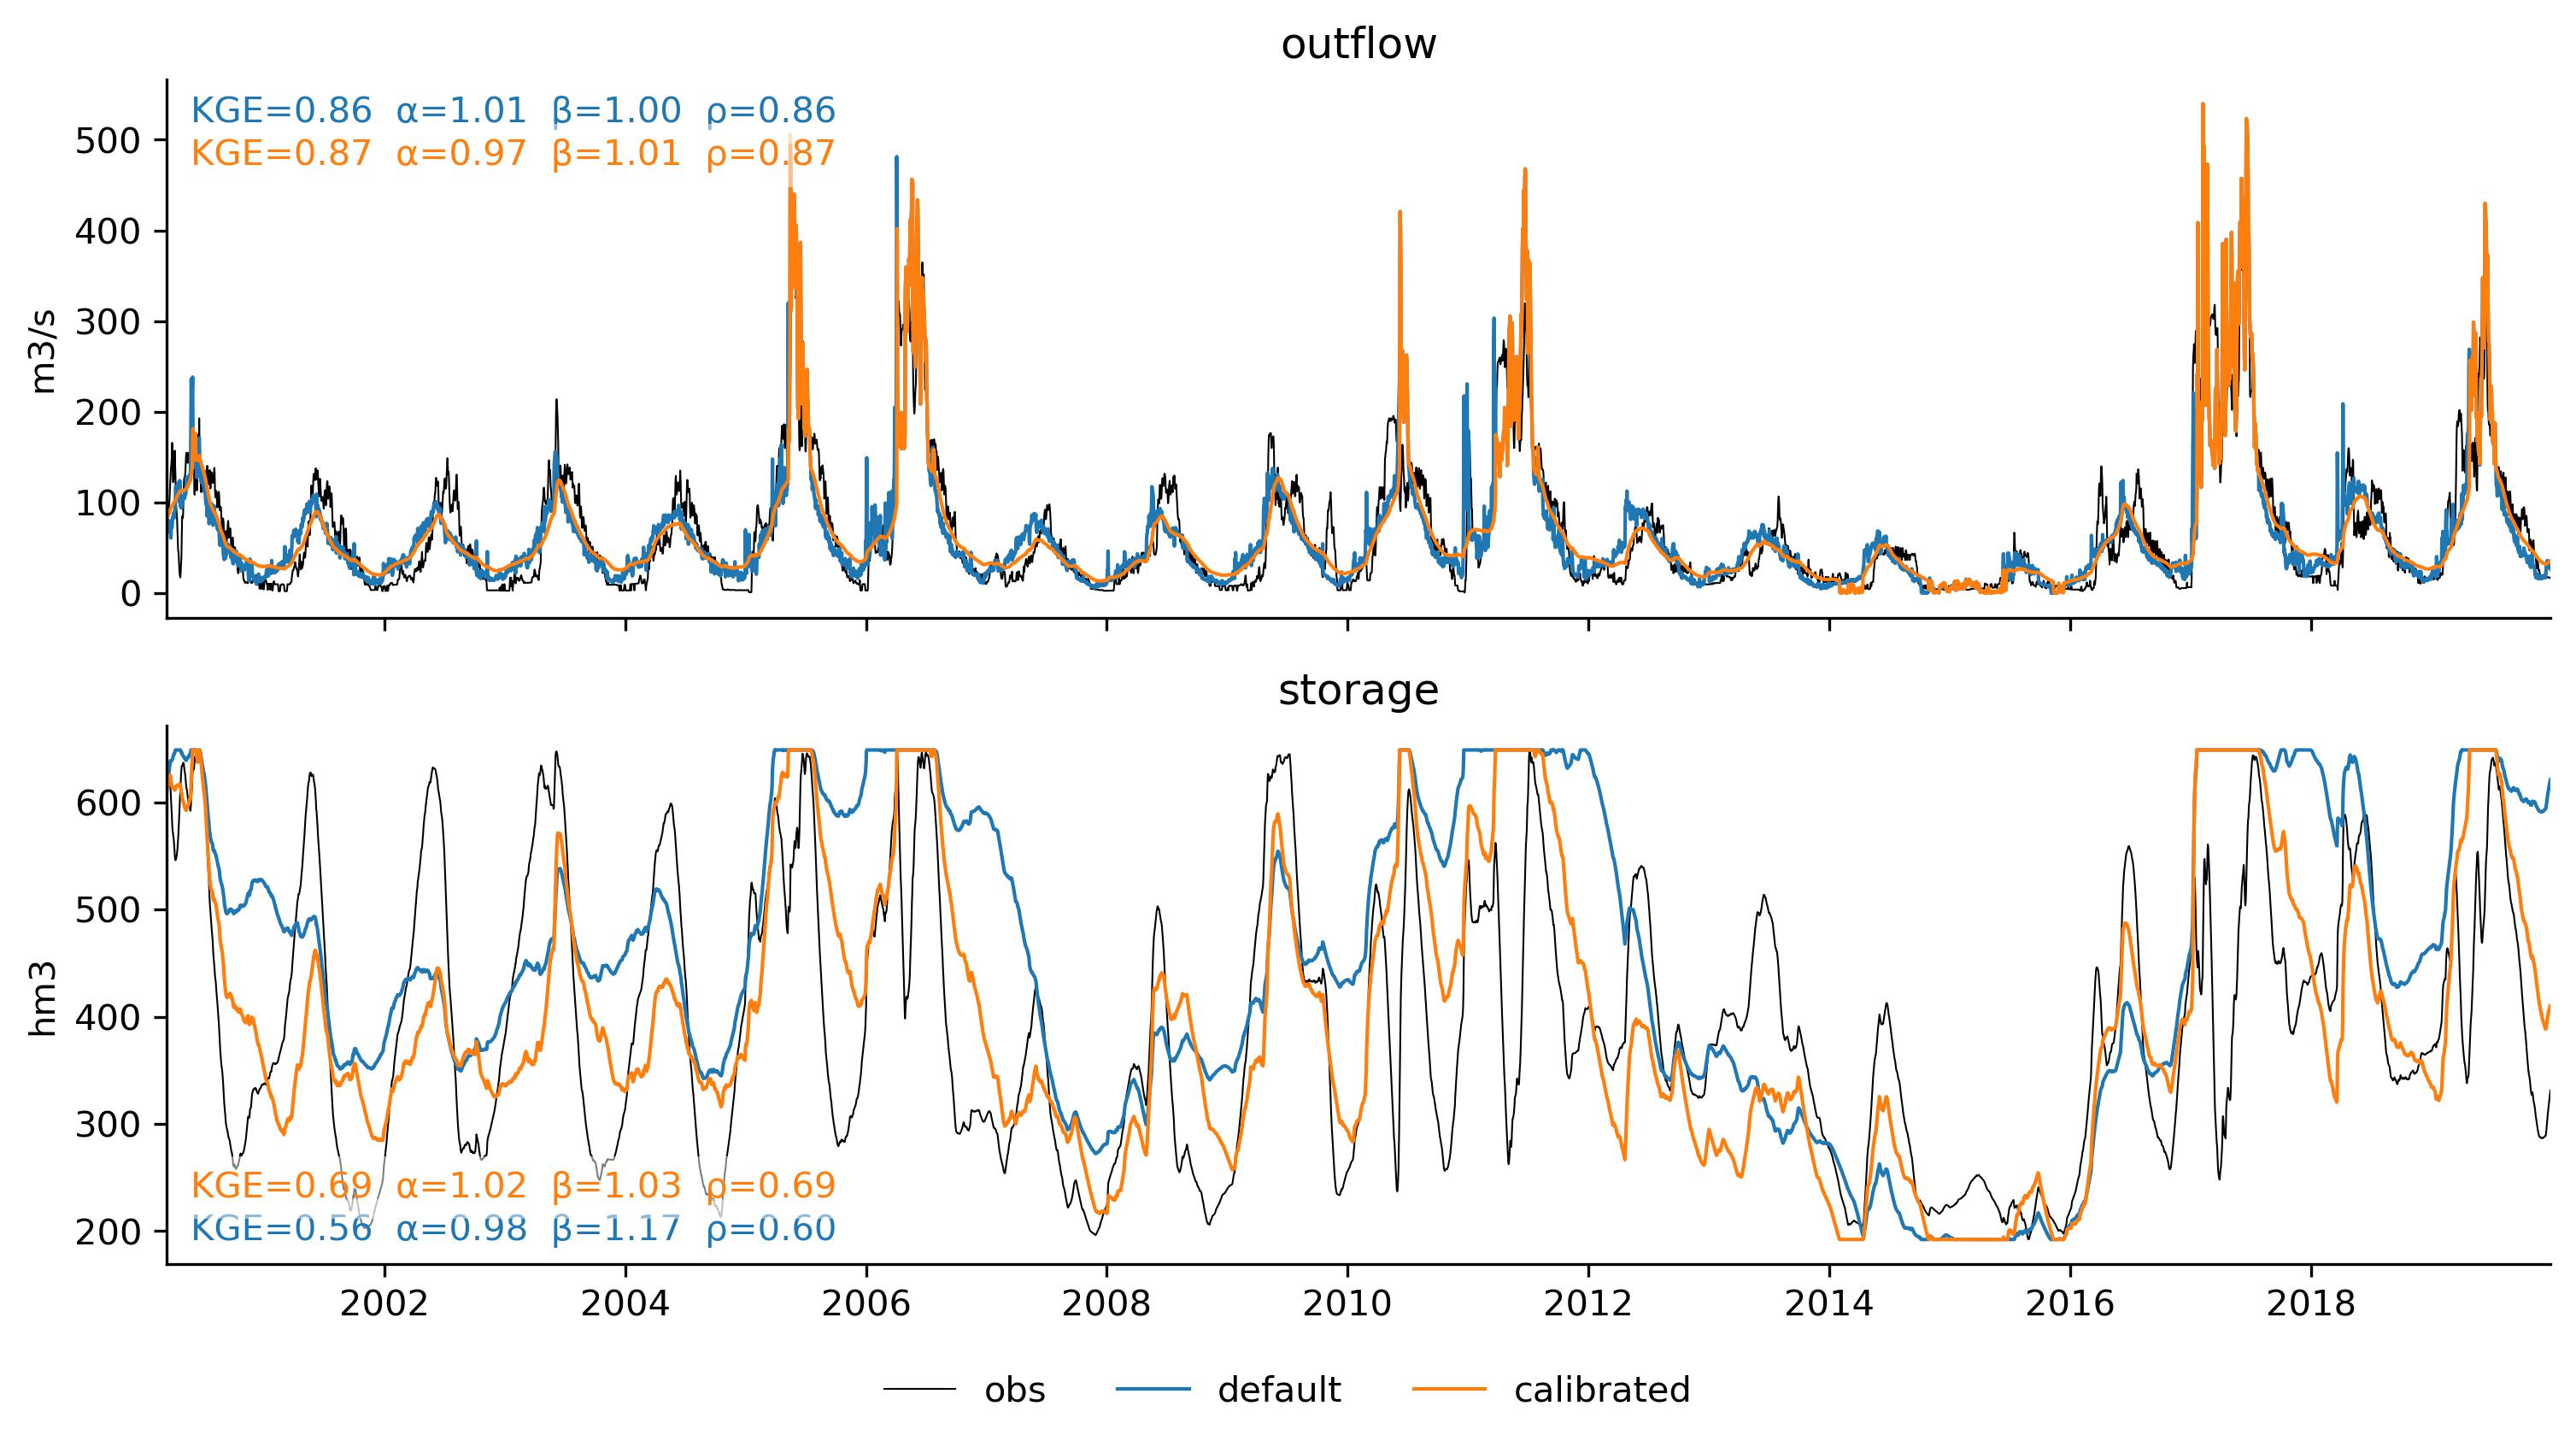 outflow
KGE=0.86 α=1.01 β=1.00 ρ=0.86
KGE=0.87 α=0.97 β=1.01 ρ=0.87
500
400
300
200
100
0
m3/s
storage
600
500
400
300
200
hm3
KGE=0.69 α=1.02 β=1.03 ρ=0.69
KGE=0.56 α=0.98 β=1.17 ρ=0.60
2002 2004 2006 2008 2010 2012 2014 2016 2018
obs default calibrated